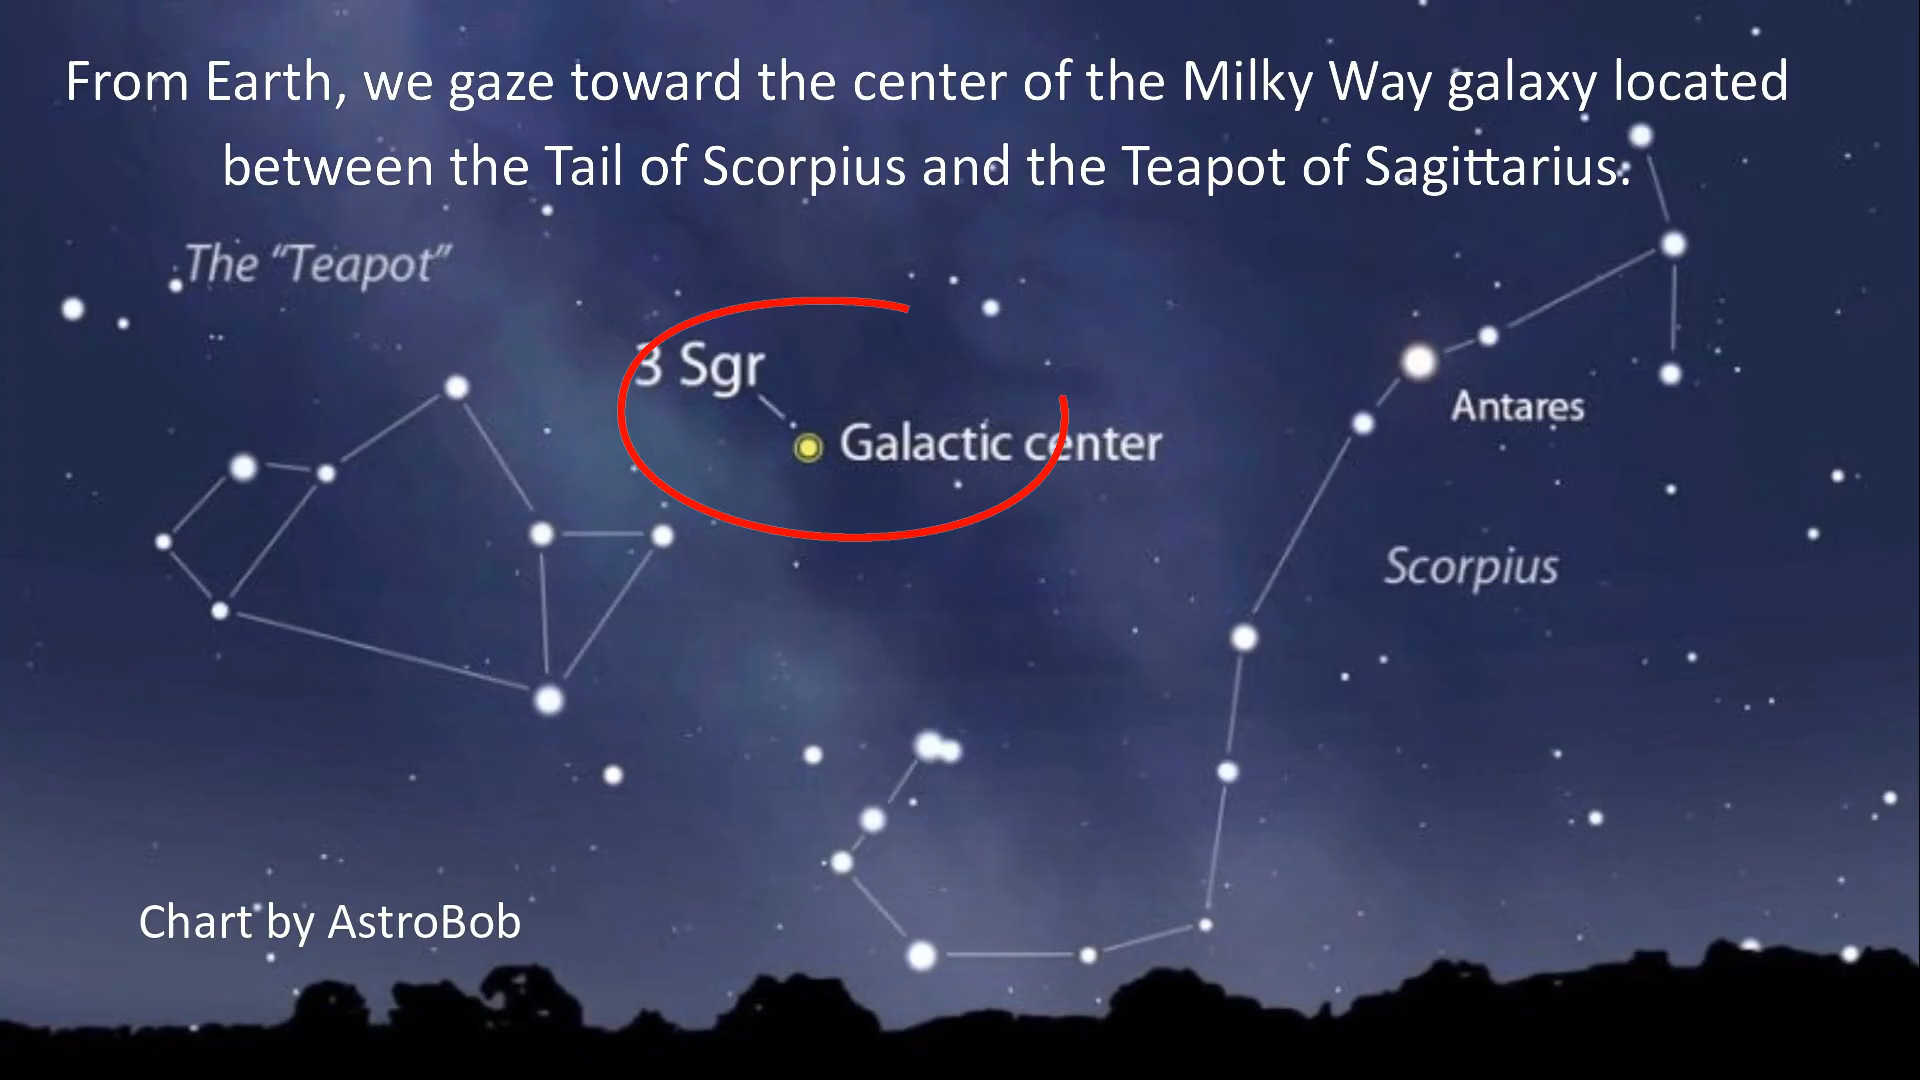 From Earth, we gaze toward the center of the Milky Way galaxy located
between the Tail of Scorpius and the Teapot of Sagittarius.
The “Teapot”
3 Sgr
Galactic center
Antares
Scorpius
Chart by AstroBob